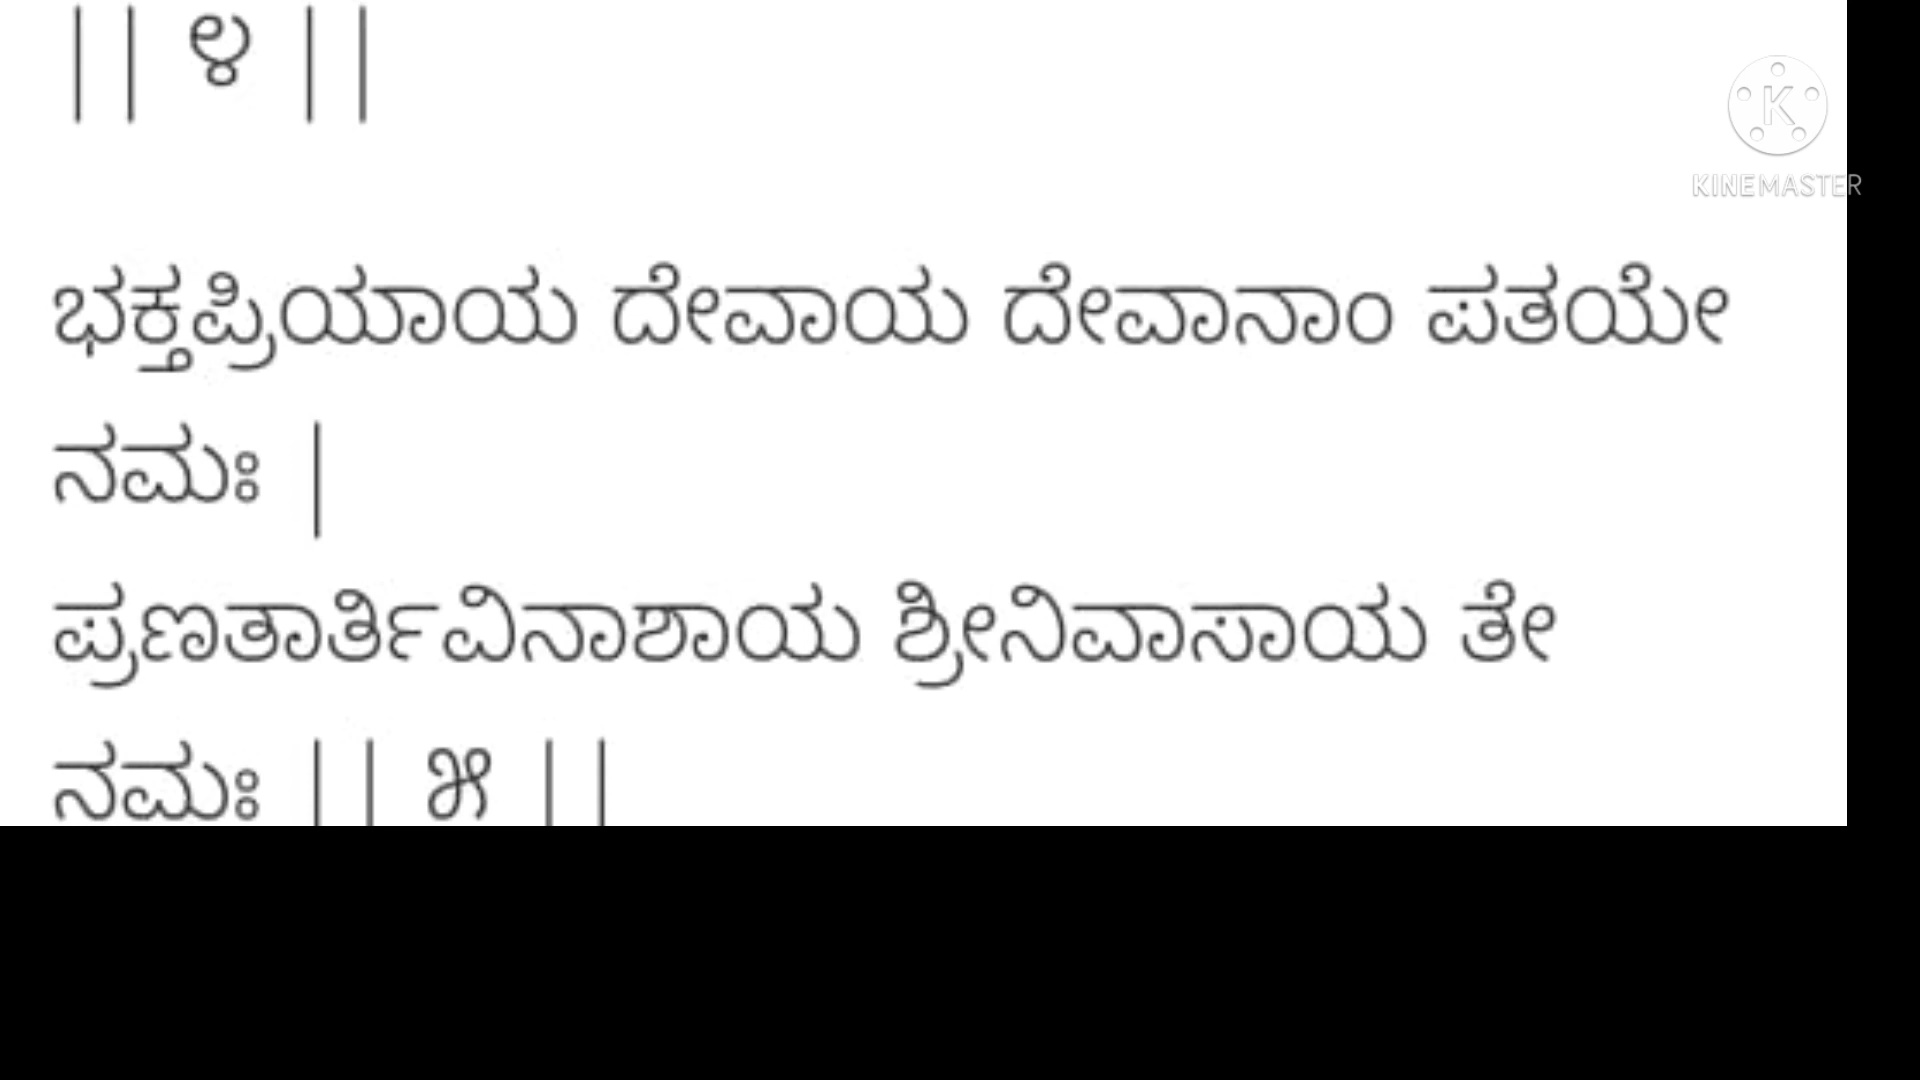 || ೪ ||
KINEMASTER
ಭಕ್ತಪ್ರಿಯಾಯ ದೇವಾಯ ದೇವಾನಾಂ ಪತಯೇ
ನಮಃ |
ಪ್ರಣತಾರ್ತಿವಿನಾಶಾಯ ಶ್ರೀನಿವಾಸಾಯ ತೇ
ನಮಃ || ೫ ||